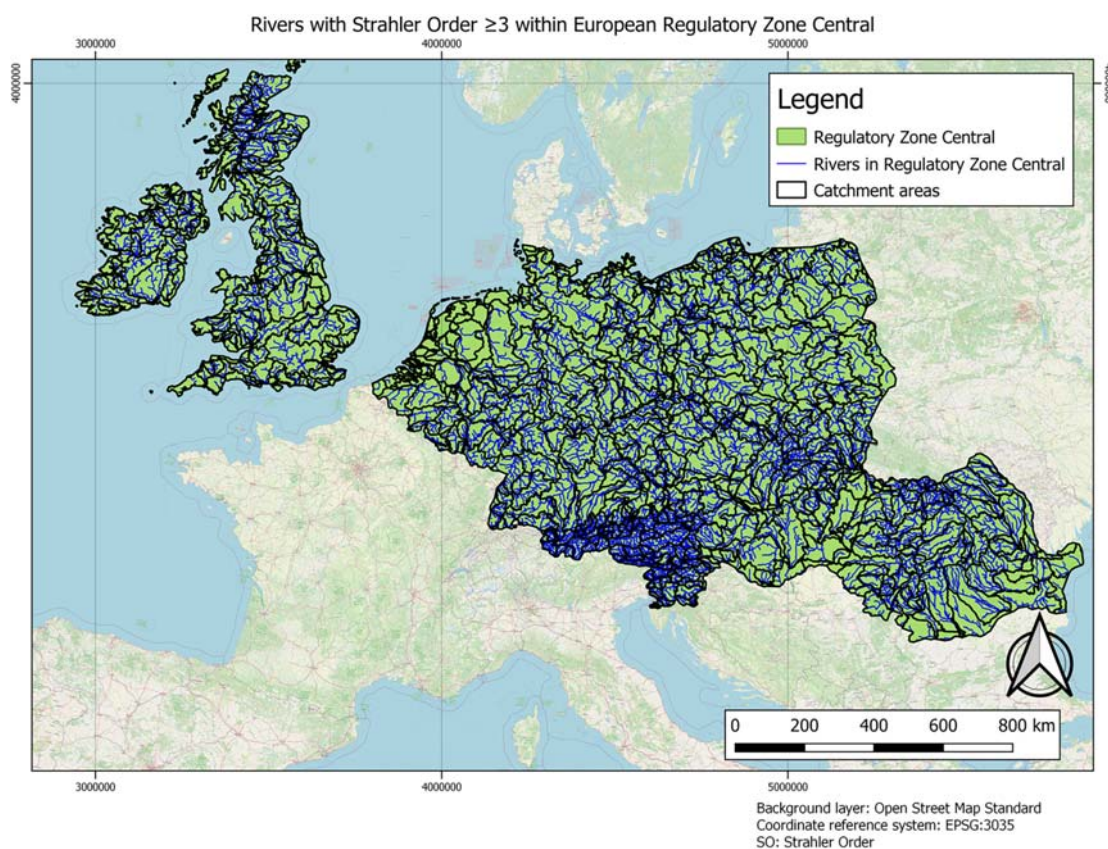 Rivers with Strahler Order ≥3 within European Regulatory Zone Central
3000000
4000000
5000000
4000000
Legend
Regulatory Zone Central
Rivers in Regulatory Zone Central
Catchment areas
0 200 400 600 800 km
3000000
4000000
5000000
Background layer: Open Street Map Standard
Coordinate reference system: EPSG:3035
SO: Strahler Order